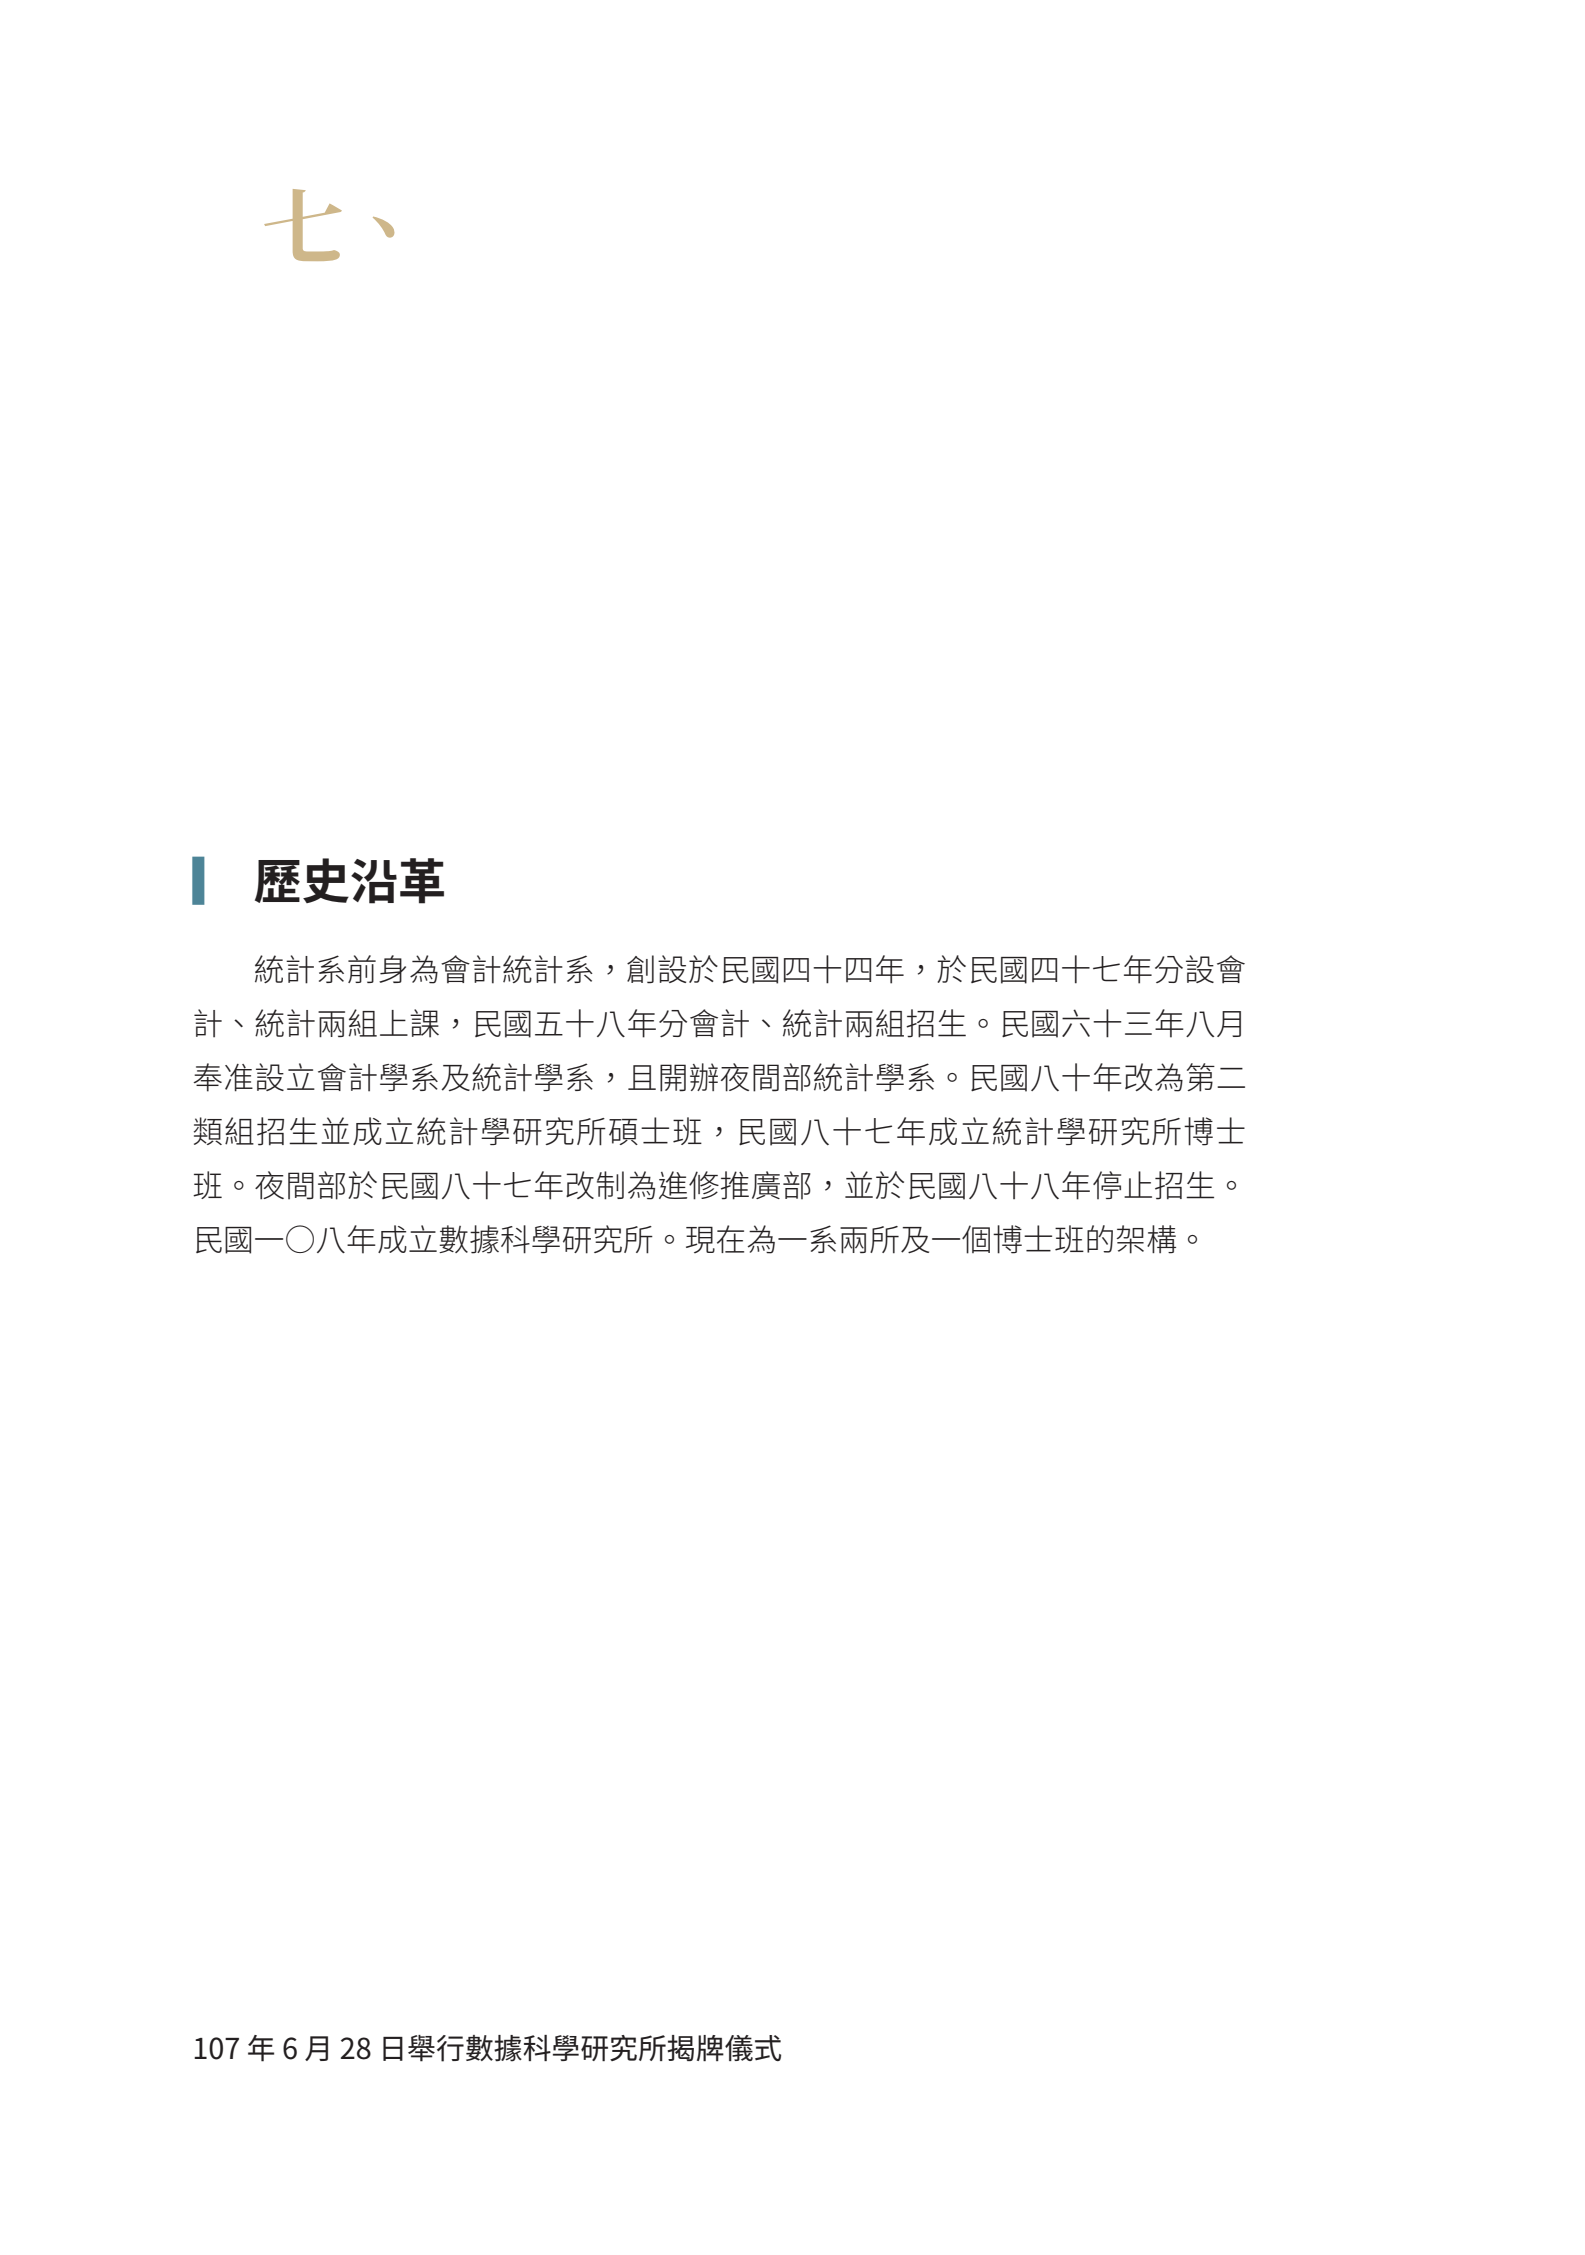 七、
歷史沿革
統計系前身為會計統計系，創設於民國四十四年，於民國四十七年分設會
計、統計兩組上課，民國五十八年分會計、統計兩組招生。民國六十三年八月
奉准設立會計學系及統計學系，且開辦夜間部統計學系。民國八十年改為第二
類組招生並成立統計學研究所碩士班，民國八十七年成立統計學研究所博士
班。夜間部於民國八十七年改制為進修推廣部，並於民國八十八年停止招生。
民國一〇八年成立數據科學研究所。現在為一系兩所及一個博士班的架構。
107 年 6 月 28 日舉行數據科學研究所揭牌儀式